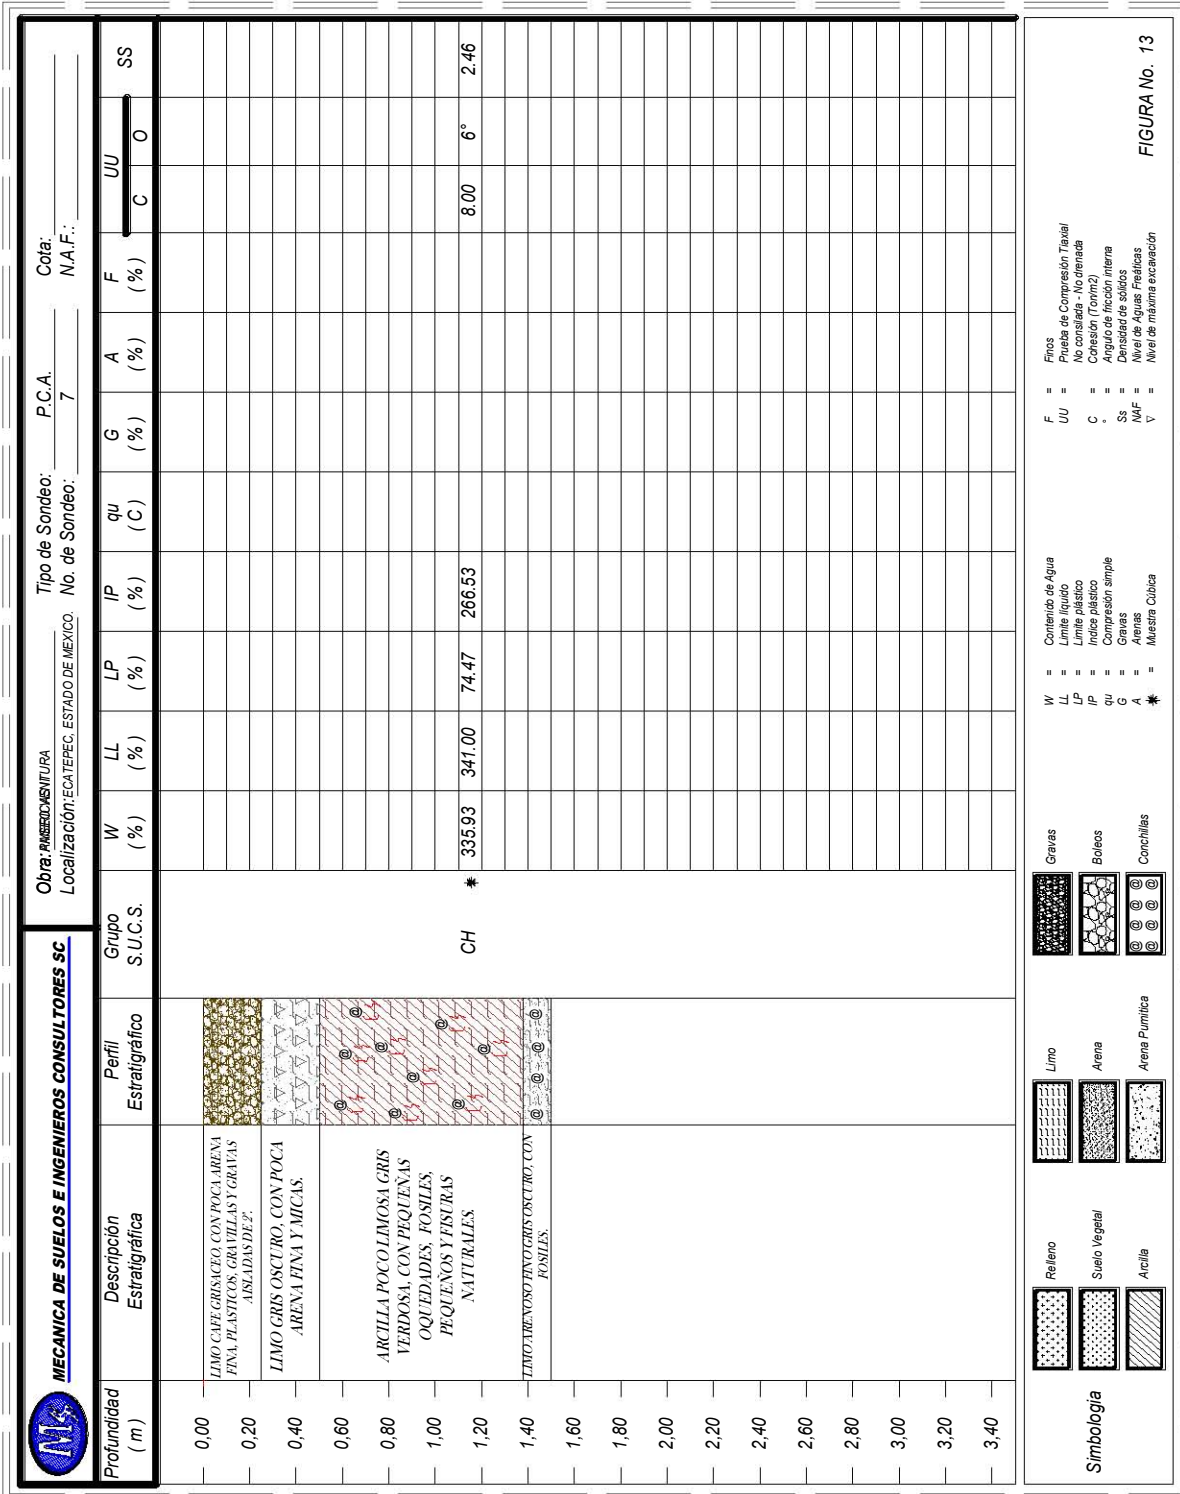 MECANICA DE SUELOS E INGENIEROS CONSULTORES SC
Obra:
Localización: ECATEPEC, ESTADO DE MEXICO.
Tipo de Sondeo: P.C.A.
No. de Sondeo: 7
Cota:
N.A.F.:
Profundidad
( m )
Descripción
Estratigráfica
Perfil
Estratigráfico
Grupo
S.U.C.S.
W
( % )
LL
( % )
LP
( % )
IP
( % )
qu
( C )
G
( % )
A
( % )
F
( % )
UU
C O
SS
0,00
0,20
0,40
0,60
0,80
1,00
1,20
1,40
1,60
1,80
2,00
2,20
2,40
2,60
2,80
3,00
3,20
3,40
LIMO CAFE GRISACEO, CON POCA ARENA
FINA, PLASTICOS, GRAVILLAS Y GRAVAS
AISLADAS DE 2".
LIMO GRIS OSCURO, CON POCA
ARENA FINA Y MICAS.
ARCILLA POCO LIMOSA GRIS
VERDOSA, CON PEQUEÑAS
OQUEDADES, FOSILES,
PEQUEÑOS Y FISURAS
NATURALES.
LIMO ARENOSO FINO GRIS OSCURO, CON
FOSILES.
CH 335.93 341.00 74.47 266.53 8.00 6° 2.46
Simbología
Relleno
Suelo Vegetal
Arcilla
Limo
Arena
Arena Pumitica
Gravas
Boleos
Conchillas
W = Contenido de Agua
LL = Limite líquido
LP = Limite plástico
IP = Indice plástico
qu = Compresión simple
G = Gravas
A = Arenas
= Muestra Cúbica
F = Finos
UU = Prueba de Compresión Tiaxial
No consilada - No drenada
C = Cohesión (Ton/m2)
° = Angulo de fricción interna
Ss = Densidad de sólidos
NAF = Nivel de Aguas Freáticas
▽ = Nivel de máxima excavación
FIGURA No. 13